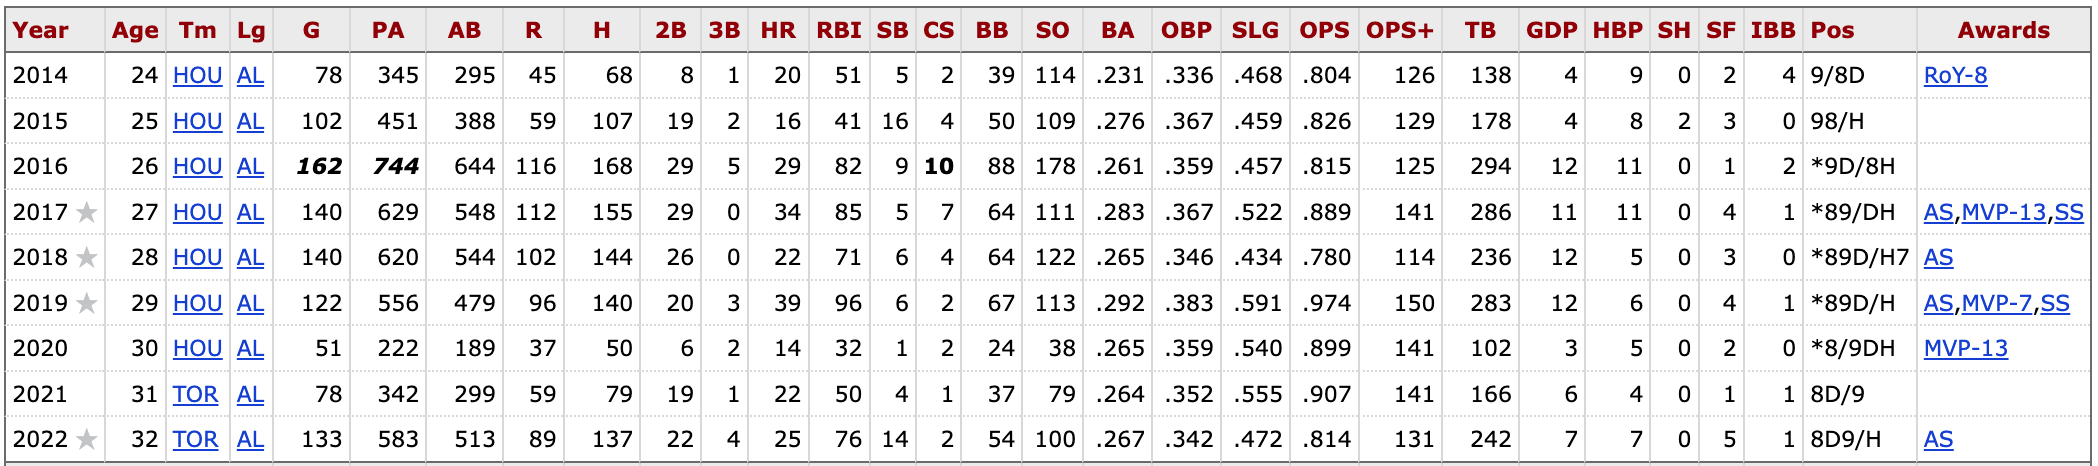 Year Age Tm Lg G PA AB R H 2B 3B HR RBI SB CS BB SO BA OBP SLG OPS OPS+ TB GDP HBP SH SF IBB Pos Awards
2014 24 HOU AL 78 345 295 45 68 8 1 20 51 5 2 39 114 .231 .336 .468 .804 126 138 4 9 0 2 4 9/8D RoY-8
2015 25 HOU AL 102 451 388 59 107 19 2 16 41 16 4 50 109 .276 .367 .459 .826 129 178 4 8 2 3 0 98/H
2016 26 HOU AL 162 744 644 116 168 29 5 29 82 9 10 88 178 .261 .359 .457 .815 125 294 12 11 0 1 2 *9D/8H
2017 ★ 27 HOU AL 140 629 548 112 155 29 0 34 85 5 7 64 111 .283 .367 .522 .889 141 286 11 11 0 4 1 *89/DH AS,MVP-13,SS
2018 ★ 28 HOU AL 140 620 544 102 144 26 0 22 71 6 4 64 122 .265 .346 .434 .780 114 236 12 5 0 3 0 *89D/H7 AS
2019 ★ 29 HOU AL 122 556 479 96 140 20 3 39 96 6 2 67 113 .292 .383 .591 .974 150 283 12 6 0 4 1 *89D/H AS,MVP-7,SS
2020 30 HOU AL 51 222 189 37 50 6 2 14 32 1 2 24 38 .265 .359 .540 .899 141 102 3 5 0 2 0 *8/9DH MVP-13
2021 31 TOR AL 78 342 299 59 79 19 1 22 50 4 1 37 79 .264 .352 .555 .907 141 166 6 4 0 1 1 8D/9
2022 ★ 32 TOR AL 133 583 513 89 137 22 4 25 76 14 2 54 100 .267 .342 .472 .814 131 242 7 7 0 5 1 8D9/H AS